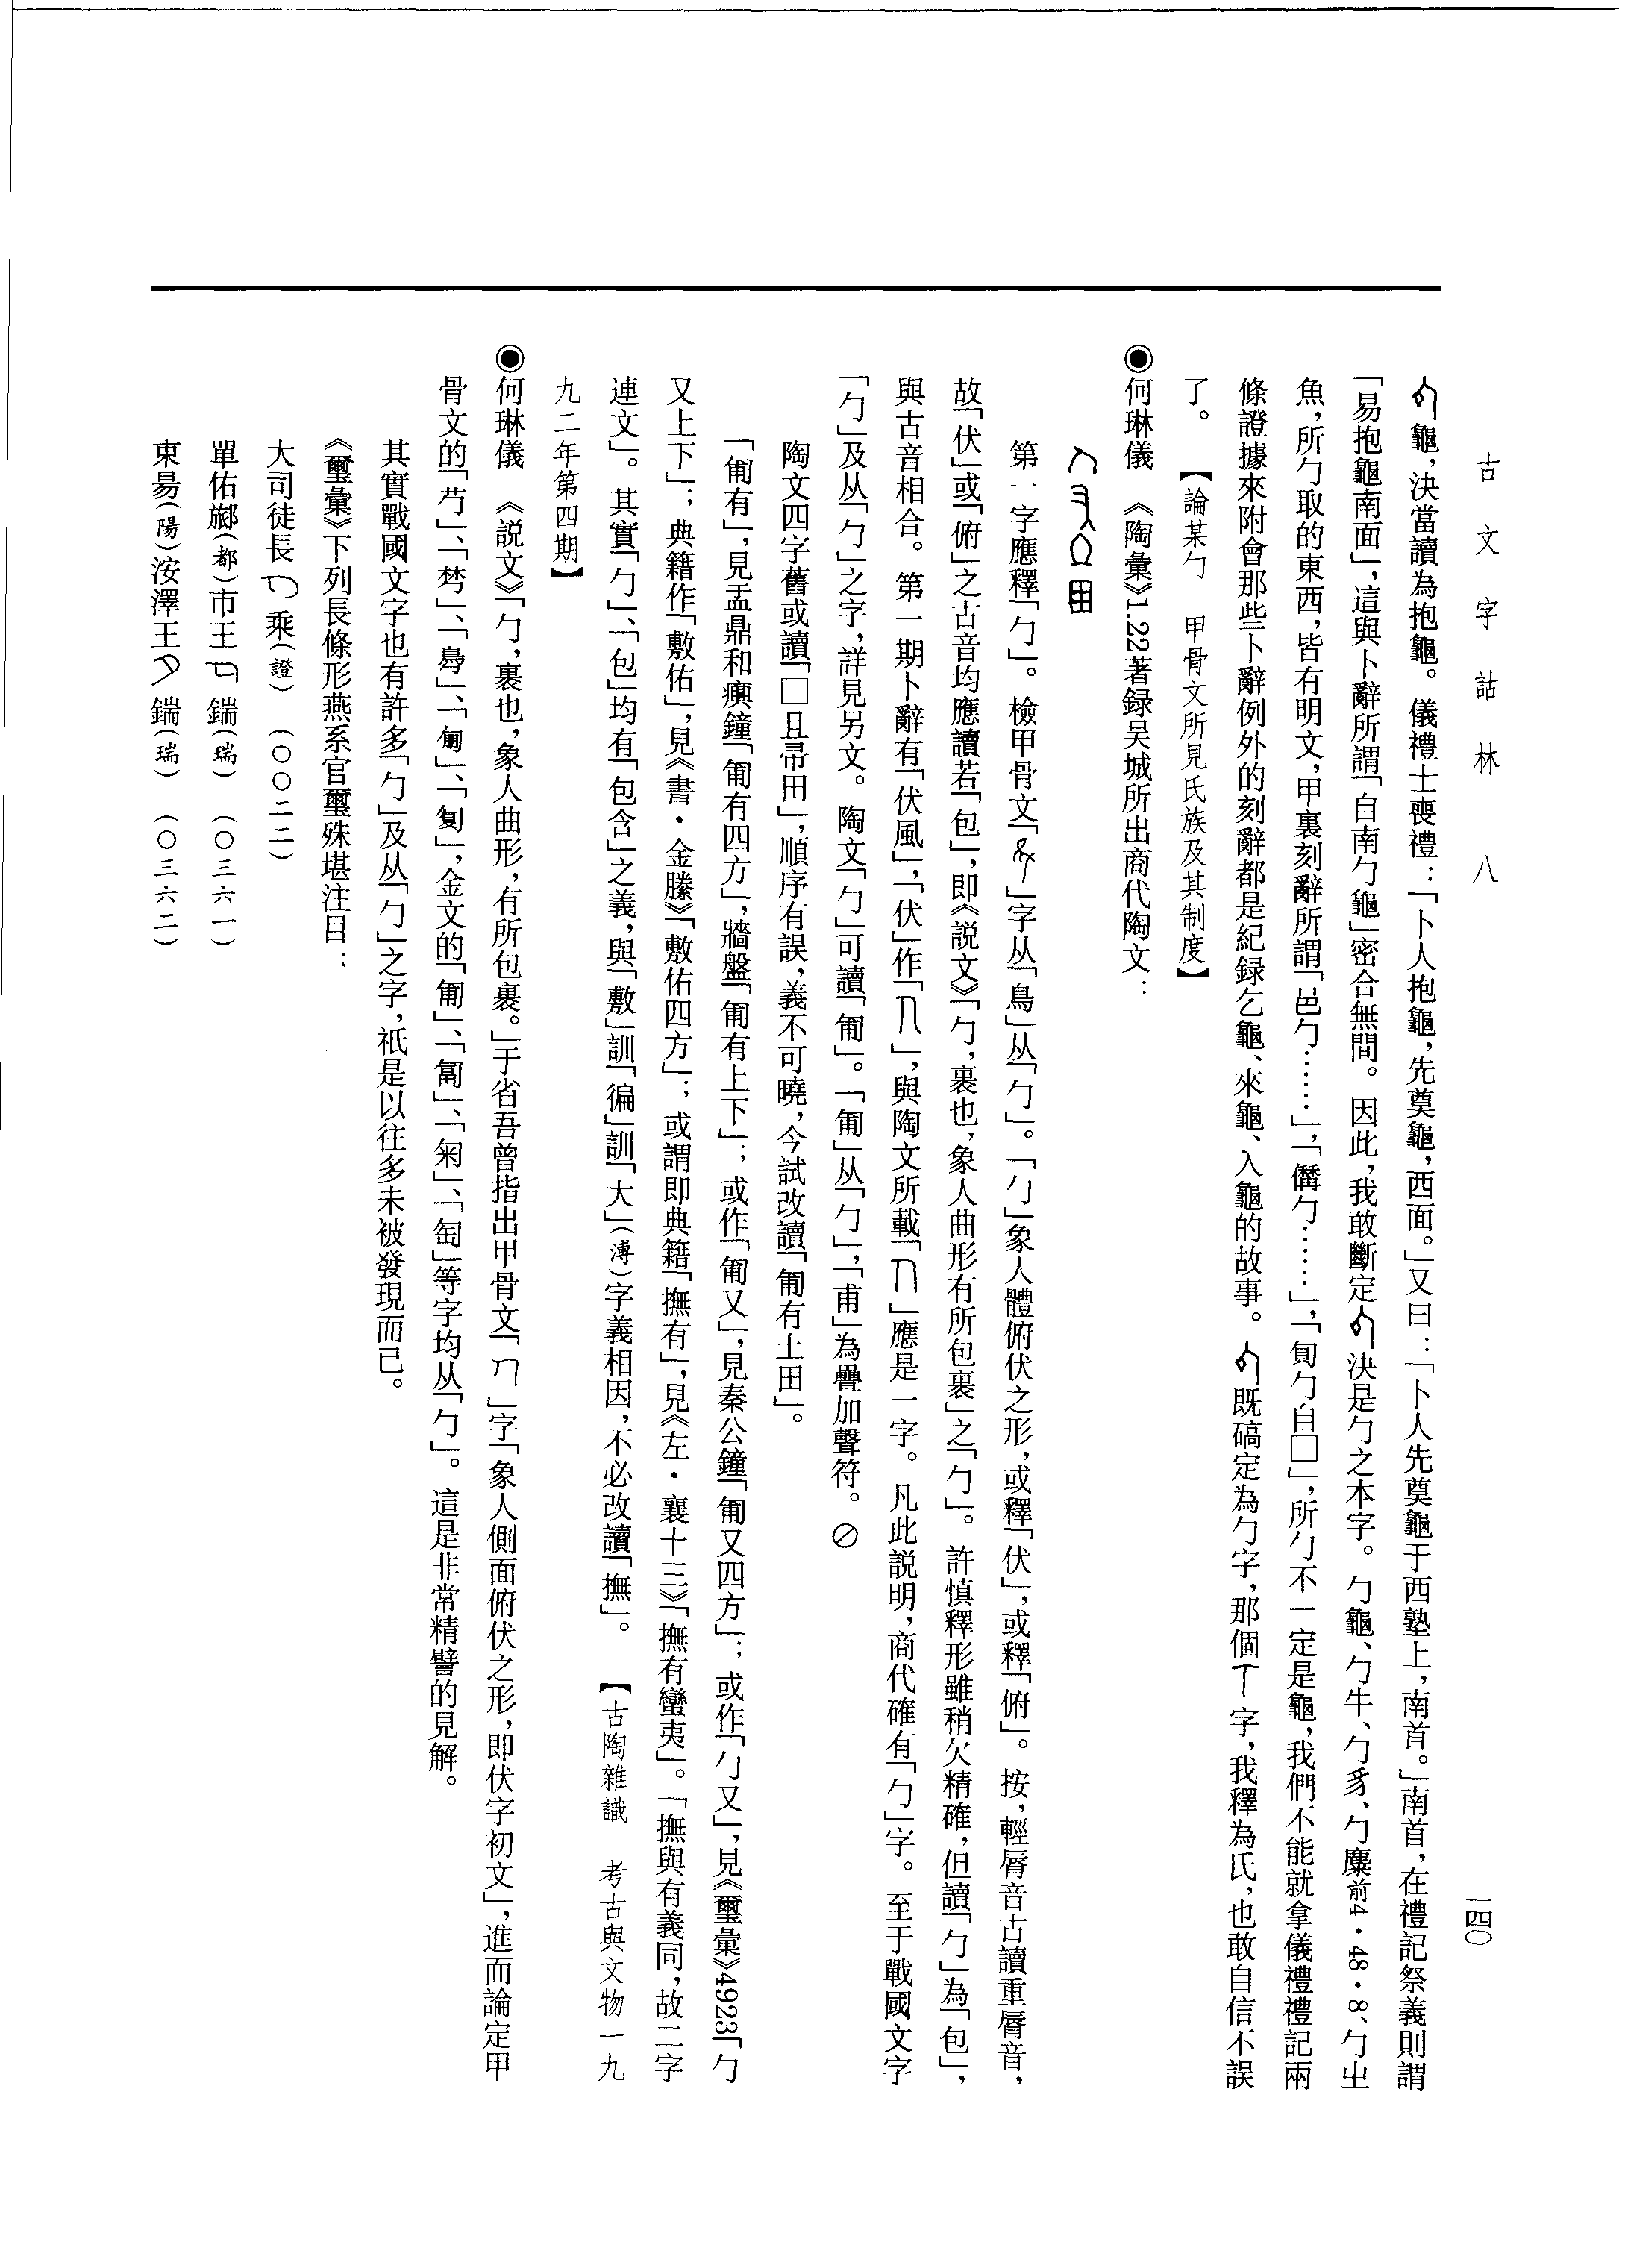 古文字詁林 八
一四〇
龜,決當讀為抱龜。儀禮士喪禮:「卜人抱龜,先奠龜,西面。」又曰:「卜人先奠龜于西塾上,南首。」南首,在禮記祭義則謂
「易抱龜南面」,這與卜辭所謂「自南勹龜」密合無間。因此,我敢斷定決是勹之本字。勹龜、勹牛、勹豸、勹麋前4·48·8、勹㞢
魚,所勹取的東西,皆有明文,甲裏刻辭所謂「邑勹……」,「勹……」,「旬勹自□」,所勹不一定是龜,我們不能就拿儀禮禮記兩
條證據來附會那些卜辭例外的刻辭都是紀録乞龜、來龜、入龜的故事。既碻定為勹字,那個字,我釋為氏,也敢自信不誤
了。 【論某勹 甲骨文所見氏族及其制度】
◉何琳儀 《陶彙》1.22著録吴城所出商代陶文:
第一字應釋「勹」。檢甲骨文「」字从「鳥」从「勹」。「勹」象人體俯伏之形,或釋「伏」,或釋「俯」。按,輕脣音古讀重脣音,
故「伏」或「俯」之古音均應讀若「包」,即《説文》「勹,裹也,象人曲形有所包裹」之「勹」。許慎釋形雖稍欠精確,但讀「勹」為「包」,
與古音相合。第一期卜辭有「伏風」,「伏」作「」,與陶文所載「」應是一字。凡此説明,商代確有「勹」字。至于戰國文字
「勹」及从「勹」之字,詳見另文。陶文「勹」可讀「匍」。「匍」从「勹」,「甫」為疊加聲符。⊘
陶文四字舊或讀「□且帚田」,順序有誤,義不可曉,今試改讀「匍有土田」。
「匍有」,見盂鼎和𤼈鐘「匍有四方」,牆盤「匍有上下」;或作「匍又」,見秦公鐘「匍又四方」;或作「勹又」,見《璽彙》4923「勹
又上下」;典籍作「敷佑」,見《書·金縢》「敷佑四方」;或謂即典籍「撫有」,見《左·襄十三》「撫有蠻夷」。「撫與有義同,故二字
連文」。其實「勹」、「包」均有「包含」之義,與「敷」訓「徧」訓「大」(溥)字義相因,不必改讀「撫」。 【古陶雜識 考古與文物一九
九二年第四期】
◉何琳儀 《説文》「勹,裹也,象人曲形,有所包裹。」于省吾曾指出甲骨文「」字「象人側面俯伏之形,即伏字初文」,進而論定甲
骨文的「芍」、「」、「」、「匍」、「匐」,金文的「匍」、「匐」、「匊」、「匋」等字均从「勹」。這是非常精譬的見解。
其實戰國文字也有許多「勹」及从「勹」之字,祇是以往多未被發現而已。
《璽彙》下列長條形燕系官璽殊堪注目:
大司徒長乘(證) (〇〇二二)
單佑𨛡(都)市王鍴(瑞) (〇三六一)
東昜(陽)洝澤王鍴(瑞) (〇三六二)